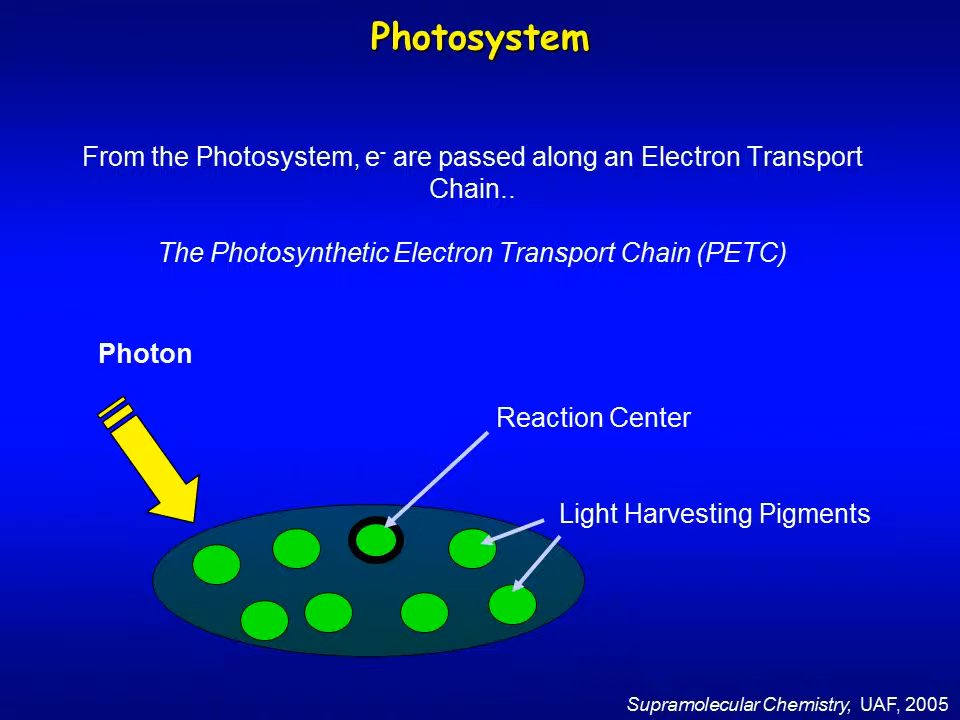 Photosystem
From the Photosystem, e- are passed along an Electron Transport
Chain..
The Photosynthetic Electron Transport Chain (PETC)
Photon
Reaction Center
Light Harvesting Pigments
Supramolecular Chemistry, UAF, 2005